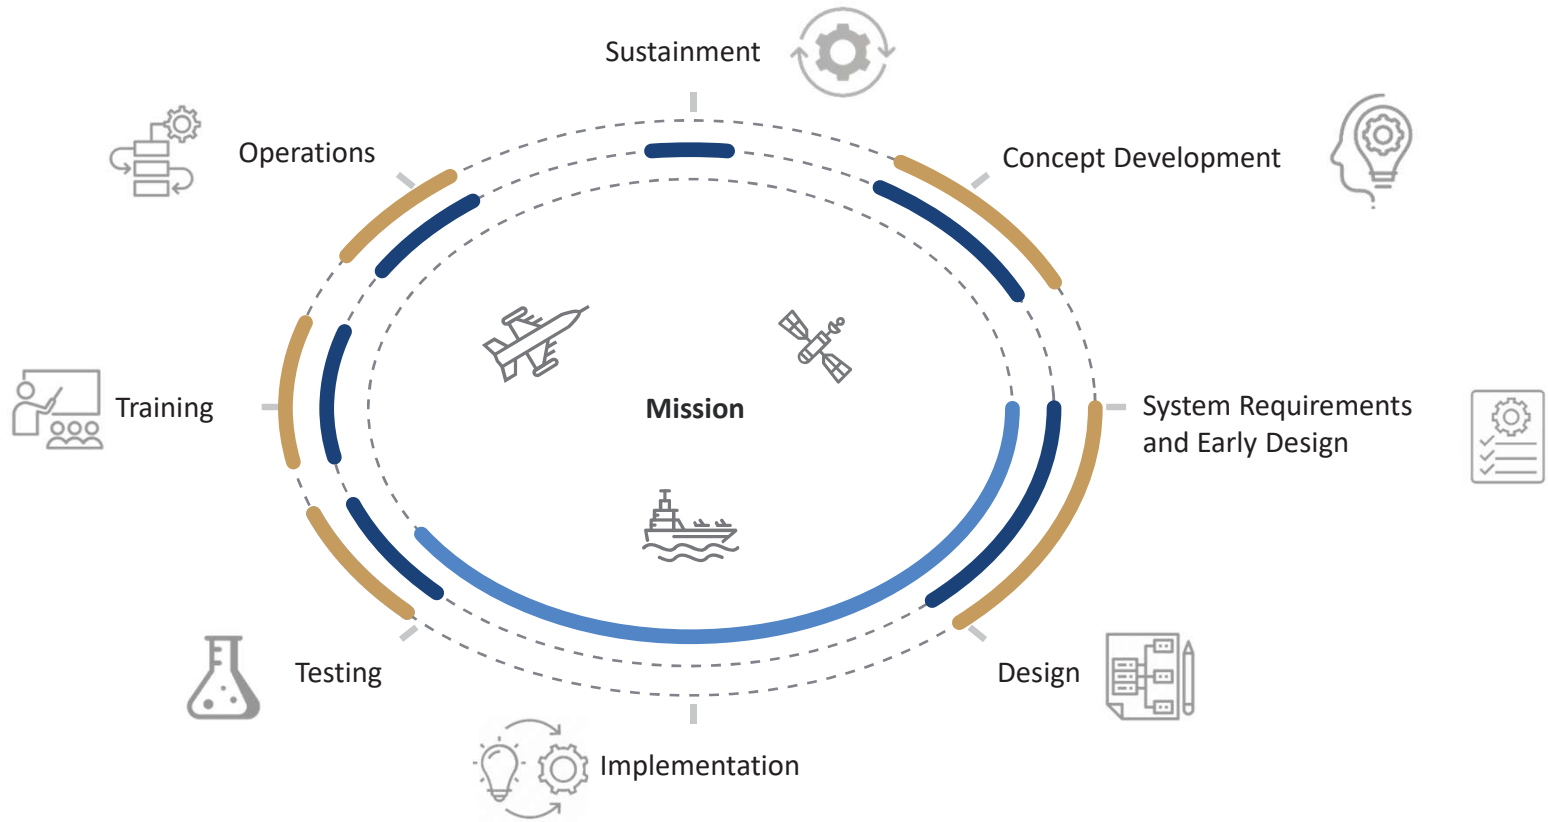 Sustainment
Operations
Concept Development
Training
Mission
System Requirements
and Early Design
Testing
Design
Implementation